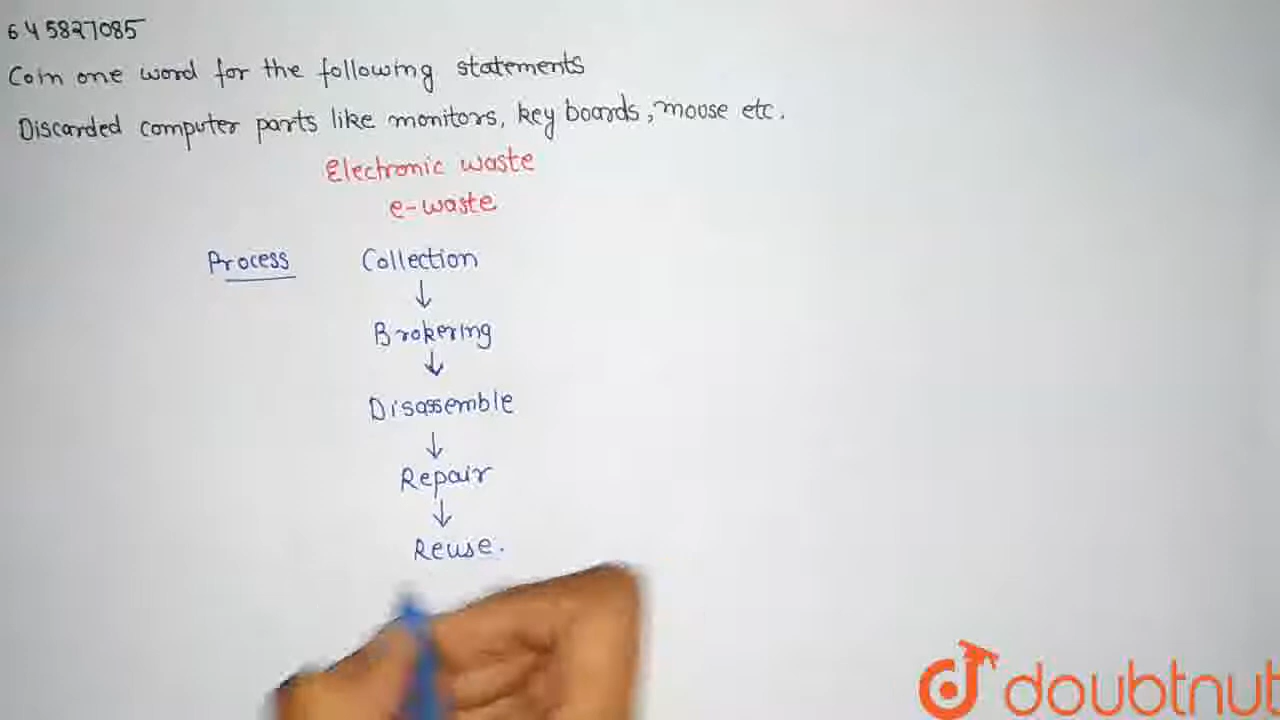 645827085
Coin one word for the following statements
Discarded computer parts like monitors, key boards, moose etc.
Electronic waste
e-waste
Process Collection
↓
Brokering
↓
Disassemble
↓
Repair
↓
Reuse.
doubtnut